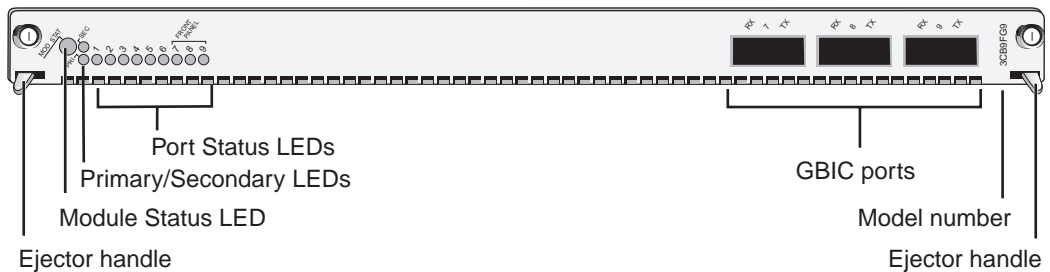 MOD STAT
SEC
PRI
FRONT
PANEL
1 2 3 4 5 6 7 8 9
RX 7 TX
RX 8 TX
RX 9 TX
3CB9FG9
Port Status LEDs
Primary/Secondary LEDs
Module Status LED
Ejector handle
GBIC ports
Model number
Ejector handle